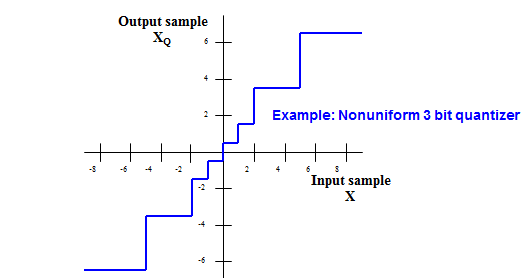 Output sample
XQ
6
4
2
Example: Nonuniform 3 bit quantizer
-8 -6 -4 -2 2 4 6 8
Input sample
X
-2
-4
-6